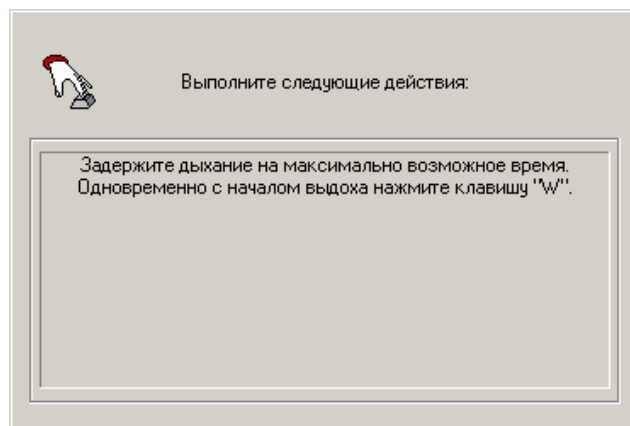 Выполните следующие действия:
Задержите дыхание на максимально возможное время.
Одновременно с началом выдоха нажмите клавишу "W".